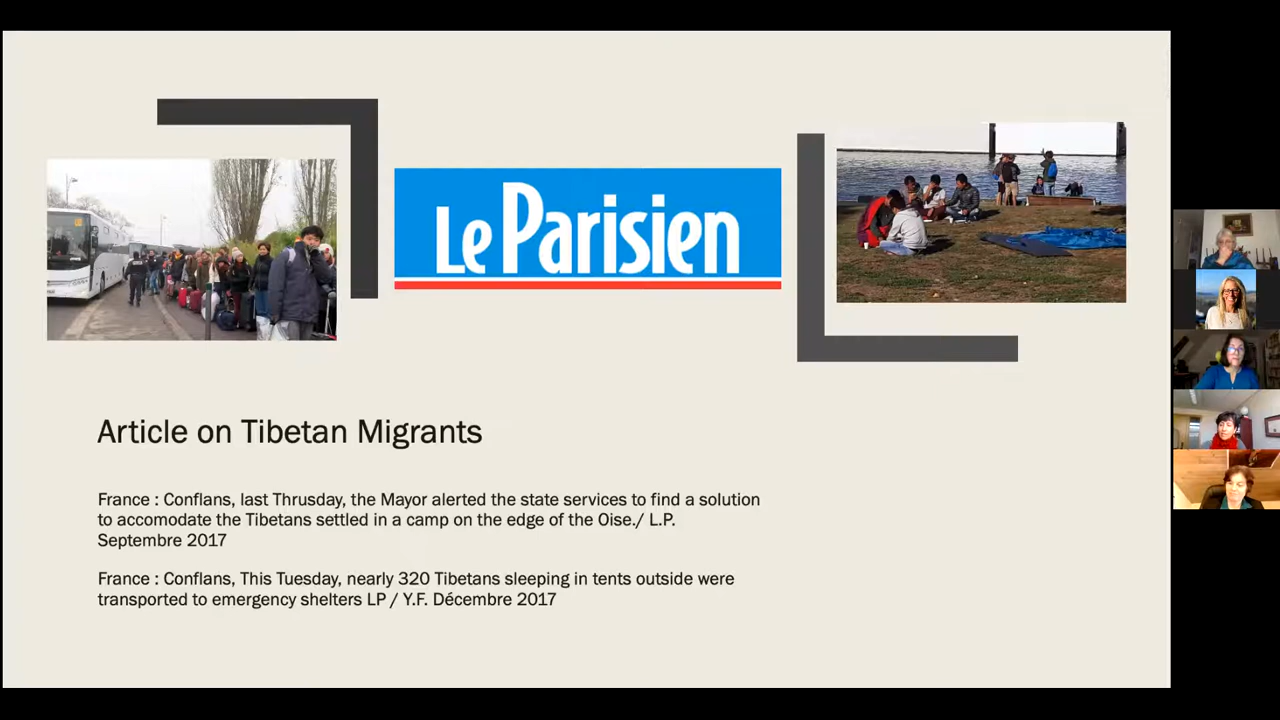 Le Parisien
Article on Tibetan Migrants
France : Conflans, last Thrusday, the Mayor alerted the state services to find a solution
to accomodate the Tibetans settled in a camp on the edge of the Oise./ L.P.
Septembre 2017
France : Conflans, This Tuesday, nearly 320 Tibetans sleeping in tents outside were
transported to emergency shelters LP / Y.F. Décembre 2017